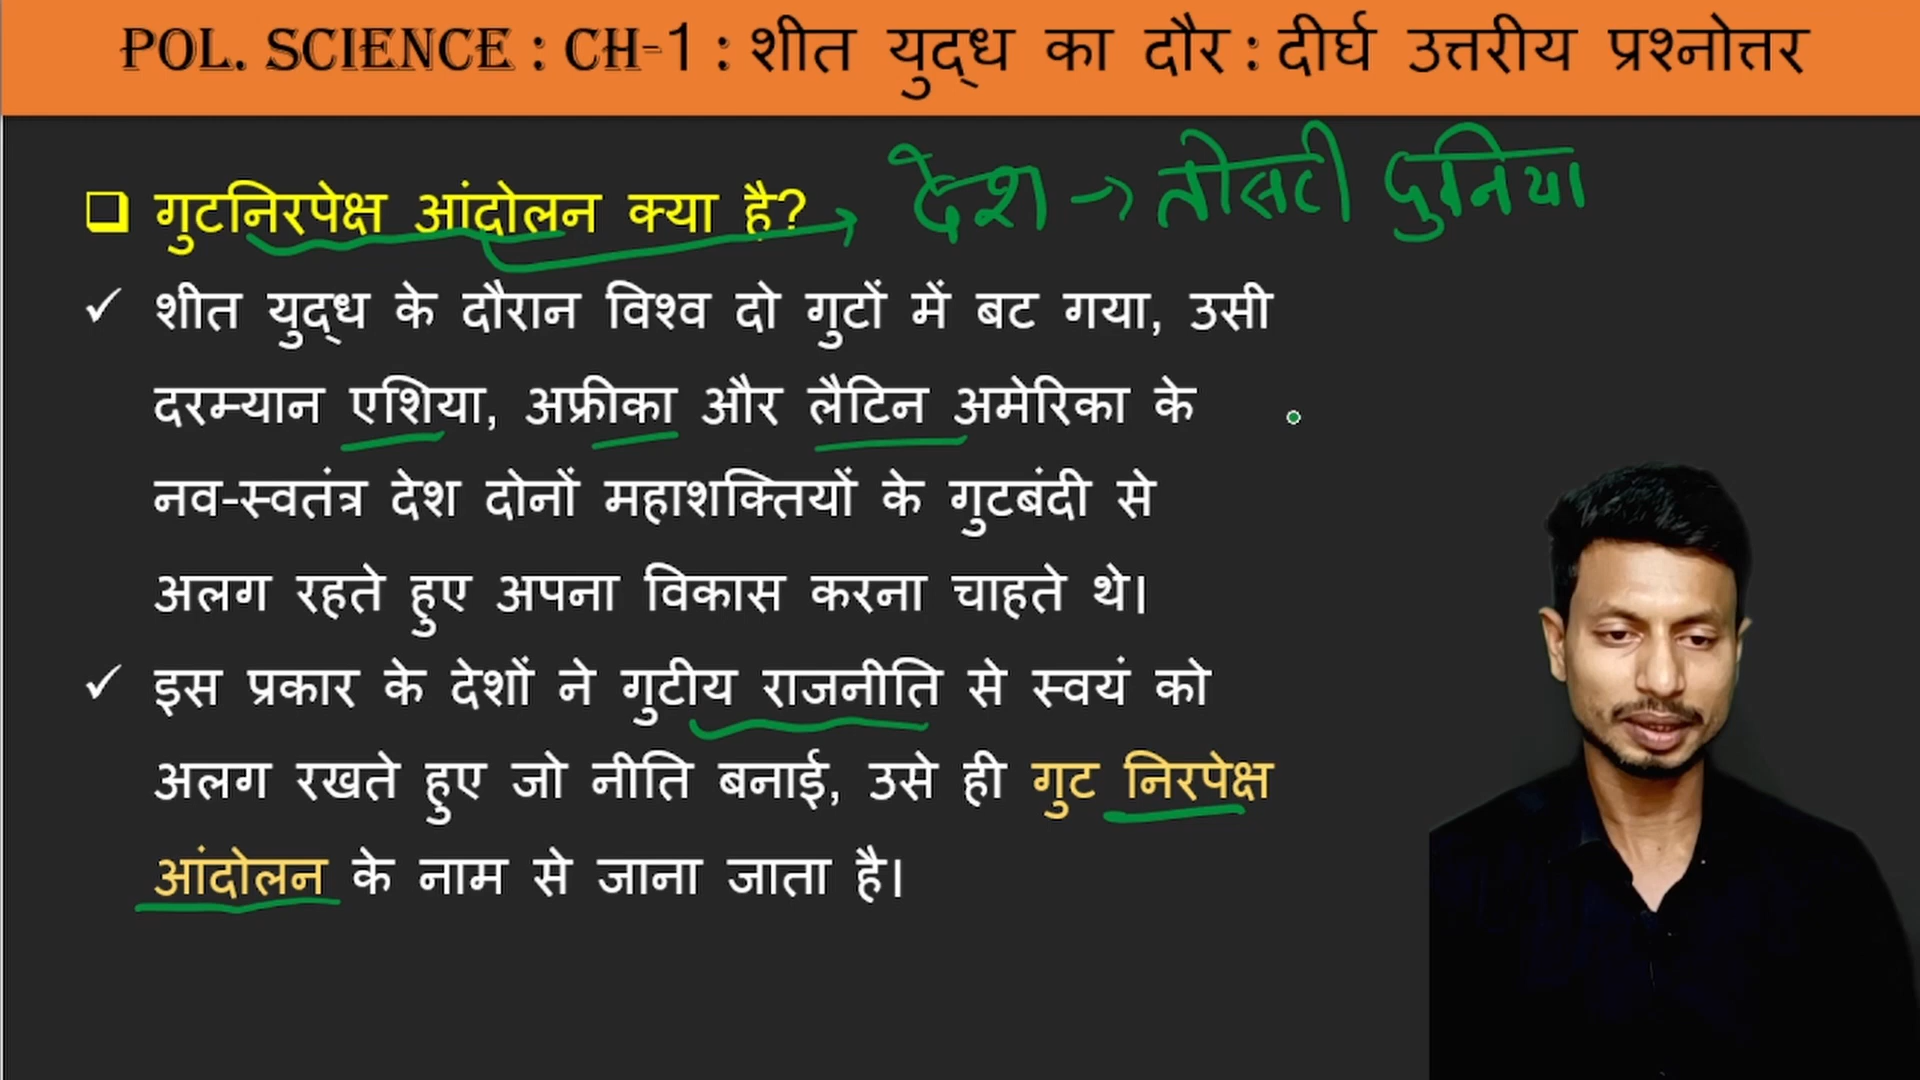 POL. SCIENCE : CH-1 : शीत युद्ध का दौर : दीर्घ उत्तरीय प्रश्नोत्तर
गुटनिरपेक्ष आंदोलन क्या है? → देश → तीसरी दुनिया
✓ शीत युद्ध के दौरान विश्व दो गुटों में बट गया, उसी
दरम्यान एशिया, अफ्रीका और लैटिन अमेरिका के
नव-स्वतंत्र देश दोनों महाशक्तियों के गुटबंदी से
अलग रहते हुए अपना विकास करना चाहते थे।
✓ इस प्रकार के देशों ने गुटीय राजनीति से स्वयं को
अलग रखते हुए जो नीति बनाई, उसे ही गुट निरपेक्ष
आंदोलन के नाम से जाना जाता है।